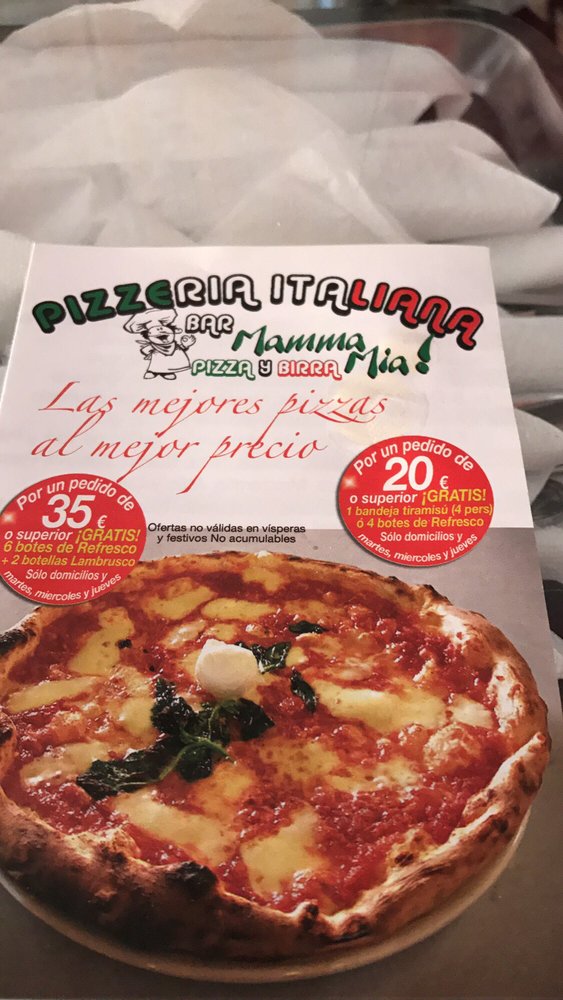 PIZZERIA ITALIANA
BAR Mamma Mia!
PIZZA y BIRRA
Las mejores pizzas
al mejor precio
Por un pedido de
35€
o superior ¡GRATIS!
6 botes de Refresco
+ 2 botellas Lambrusco
Sólo domicilios y
martes, miercoles y jueves
Ofertas no válidas en vísperas
y festivos No acumulables
Por un pedido de
20€
o superior ¡GRATIS!
1 bandeja tiramisú (4 pers)
ó 4 botes de Refresco
Sólo domicilios y
martes, miercoles y jueves